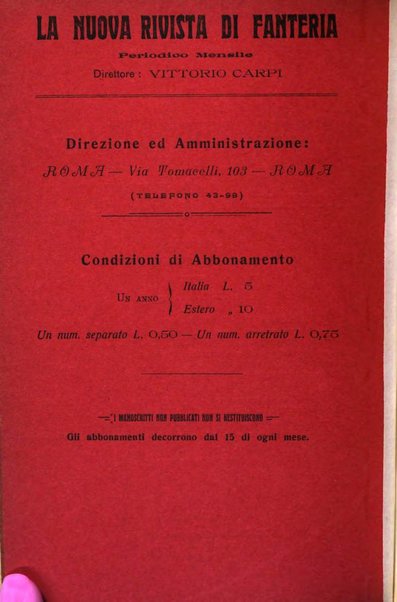 LA NUOVA RIVISTA DI FANTERIA
Periodico Mensile
Direttore: VITTORIO CARPI
Direzione ed Amministrazione:
ROMA — Via Tomacelli, 103 — ROMA
(TELEFONO 43-98)
Condizioni di Abbonamento
Un anno { Italia L. 5
Estero „ 10
Un num. separato L. 0,50 — Un num. arretrato L. 0,75
I MANOSCRITTI NON PUBBLICATI NON SI RESTITUISCONO
Gli abbonamenti decorrono dal 15 di ogni mese.